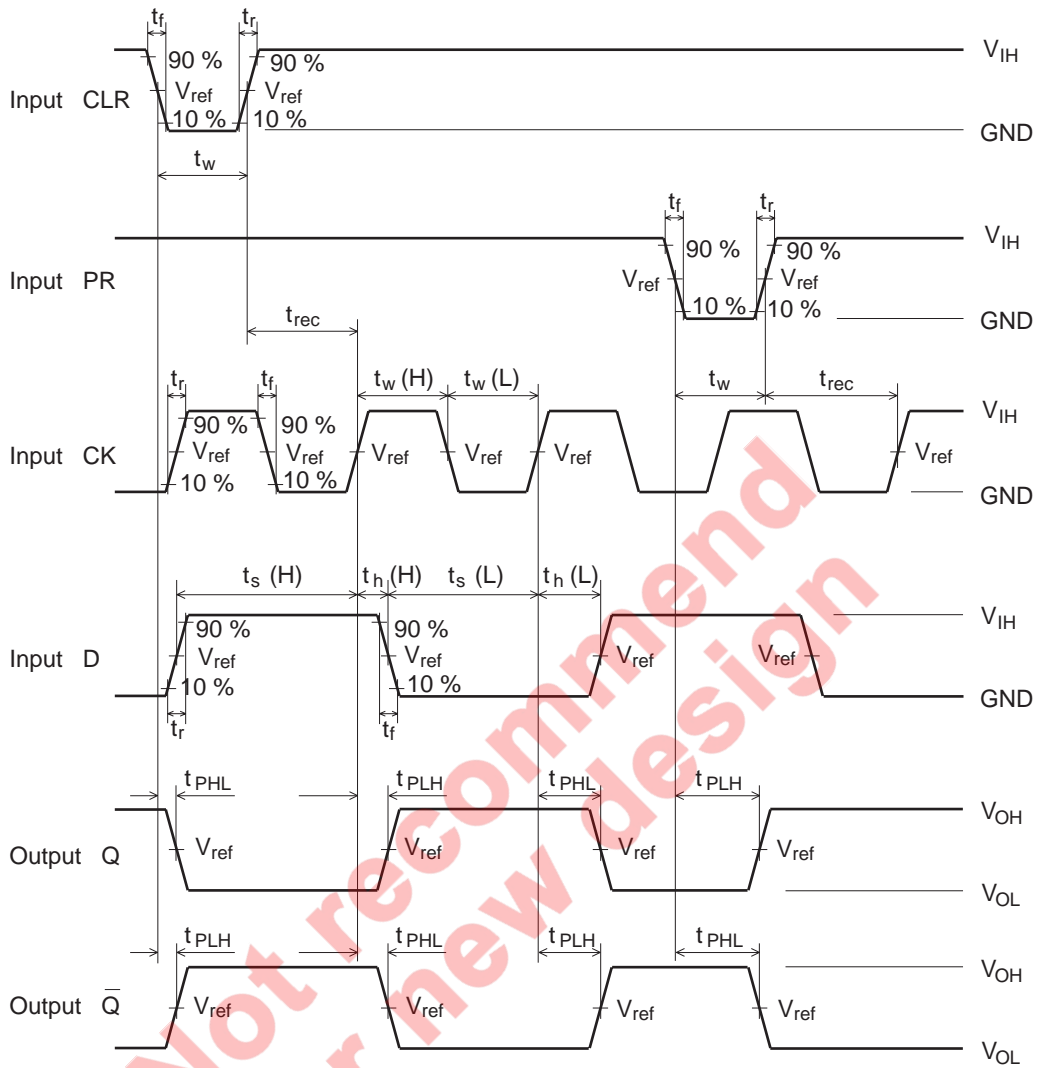 tf tr
90 % 90 % VIH
Input CLR Vref Vref
10 % 10 % GND
tw
tf tr
VIH
90 % 90 %
Input PR Vref Vref
10 % 10 % GND
trec
tr tf tw (H) tw (L) tw trec
90 % 90 % VIH
Input CK Vref Vref Vref Vref Vref Vref
10 % 10 % GND
ts (H) th (H) ts (L) th (L)
90 % 90 % VIH
Input D Vref Vref Vref Vref
10 % 10 % GND
tr tf
tPHL tPLH tPHL tPLH
VOH
Output Q Vref Vref Vref Vref
VOL
tPLH tPHL tPLH tPHL
VOH
Output Q̅ Vref Vref Vref Vref
VOL
Not recommend
r new design